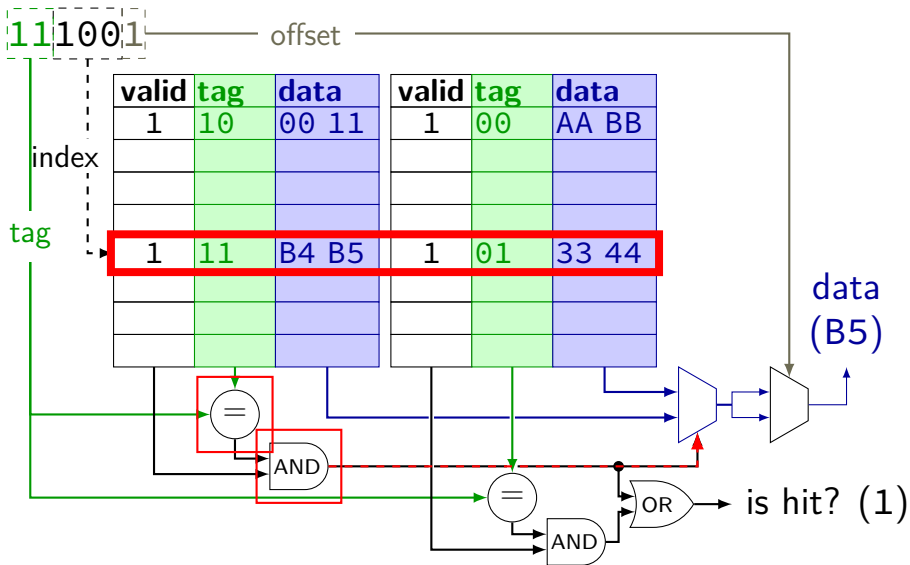 111001
offset
valid tag data valid tag data
1 10 00 11 1 00 AA BB
index
tag
1 11 B4 B5 1 01 33 44
data
(B5)
=
AND
=
OR
is hit? (1)
AND